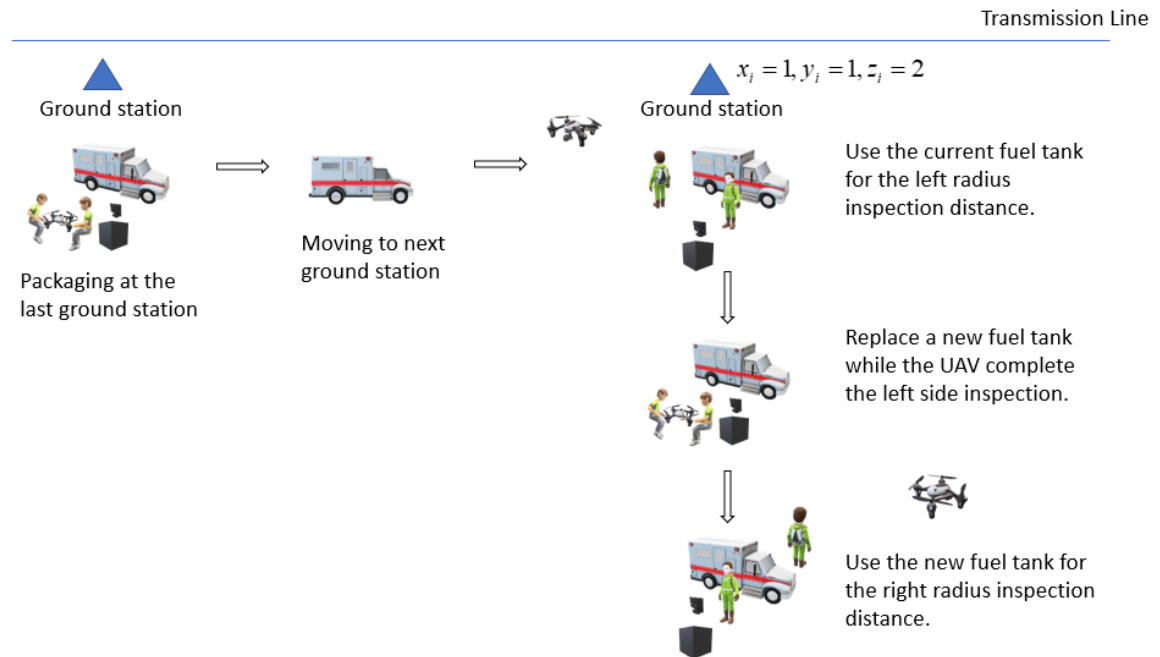 Transmission Line
Ground station
Packaging at the
last ground station
Moving to next
ground station
x_i = 1, y_i = 1, z_i = 2
Ground station
Use the current fuel tank
for the left radius
inspection distance.
Replace a new fuel tank
while the UAV complete
the left side inspection.
Use the new fuel tank for
the right radius inspection
distance.